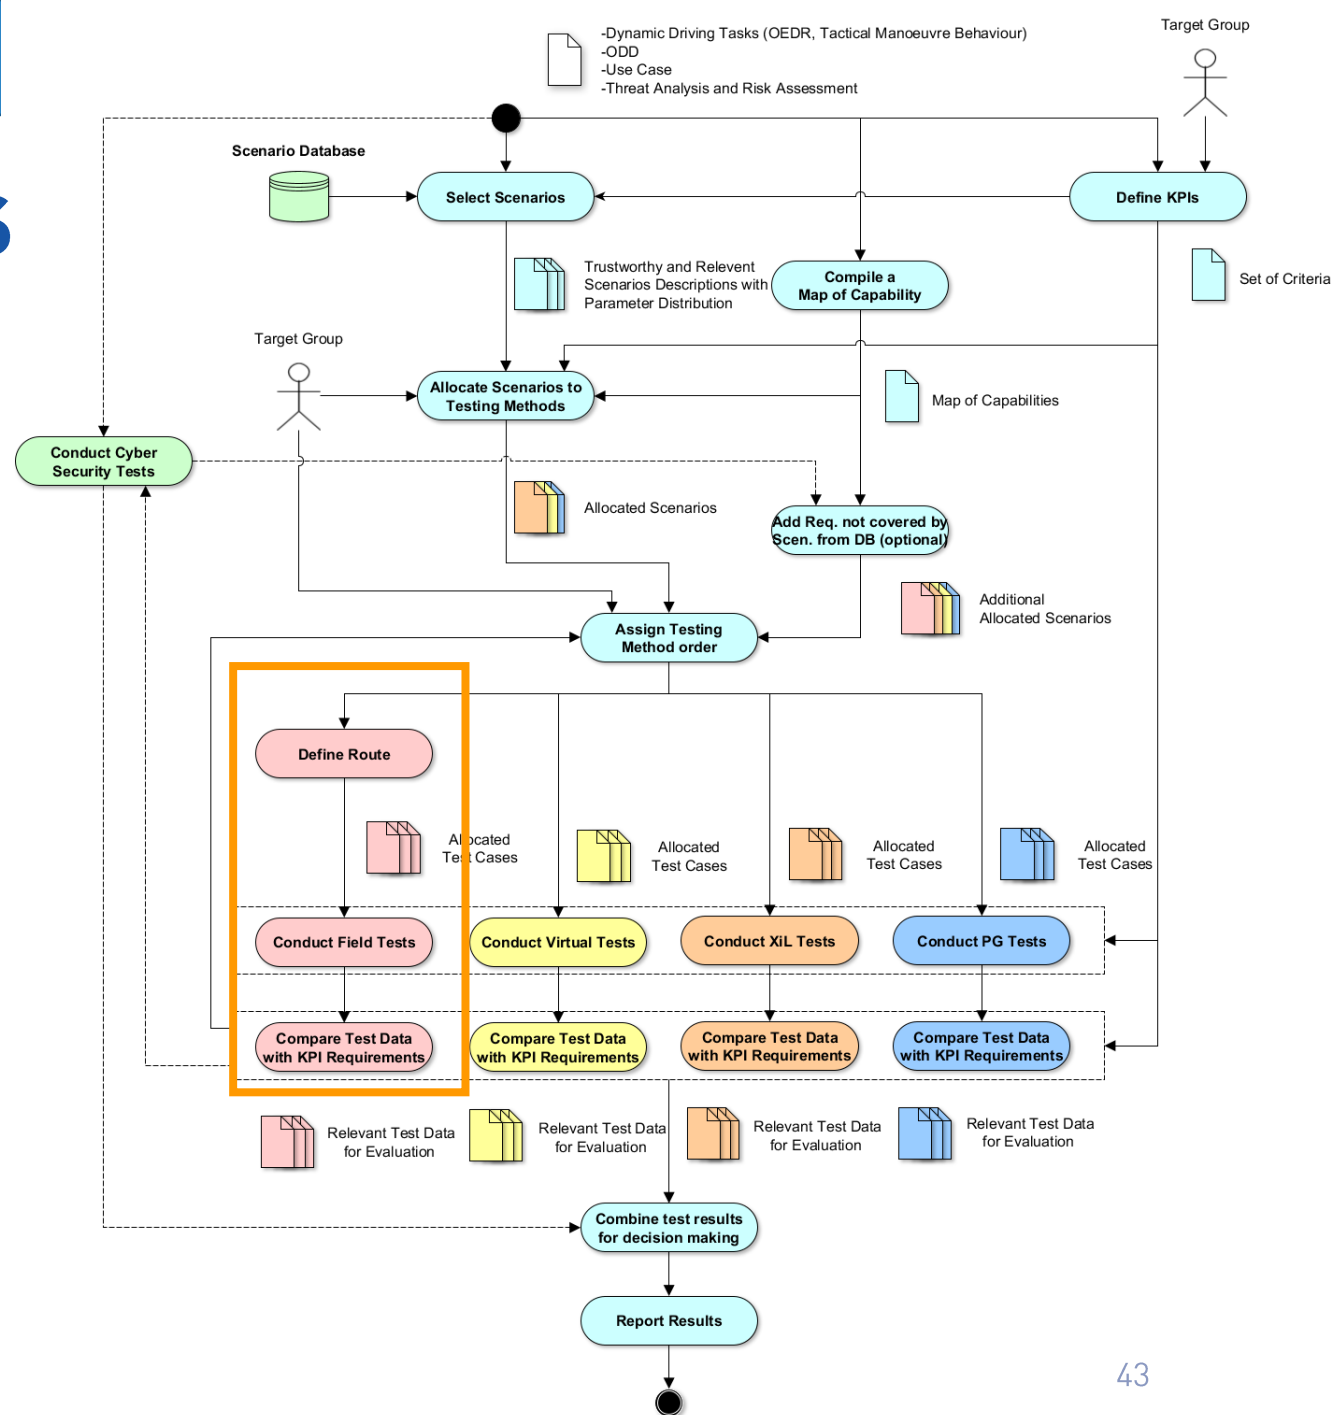 Target Group
-Dynamic Driving Tasks (OEDR, Tactical Manoeuvre Behaviour)
-ODD
-Use Case
-Threat Analysis and Risk Assessment
Scenario Database
Select Scenarios
Define KPIs
Trustworthy and Relevent
Scenarios Descriptions with
Parameter Distribution
Compile a
Map of Capability
Set of Criteria
Target Group
Allocate Scenarios to
Testing Methods
Map of Capabilities
Conduct Cyber
Security Tests
Allocated Scenarios
Add Req. not covered by
Scen. from DB (optional)
Additional
Allocated Scenarios
Assign Testing
Method order
Define Route
Allocated
Test Cases
Allocated
Test Cases
Allocated
Test Cases
Allocated
Test Cases
Conduct Field Tests
Conduct Virtual Tests
Conduct XiL Tests
Conduct PG Tests
Compare Test Data
with KPI Requirements
Compare Test Data
with KPI Requirements
Compare Test Data
with KPI Requirements
Compare Test Data
with KPI Requirements
Relevant Test Data
for Evaluation
Relevant Test Data
for Evaluation
Relevant Test Data
for Evaluation
Relevant Test Data
for Evaluation
Combine test results
for decision making
Report Results
43